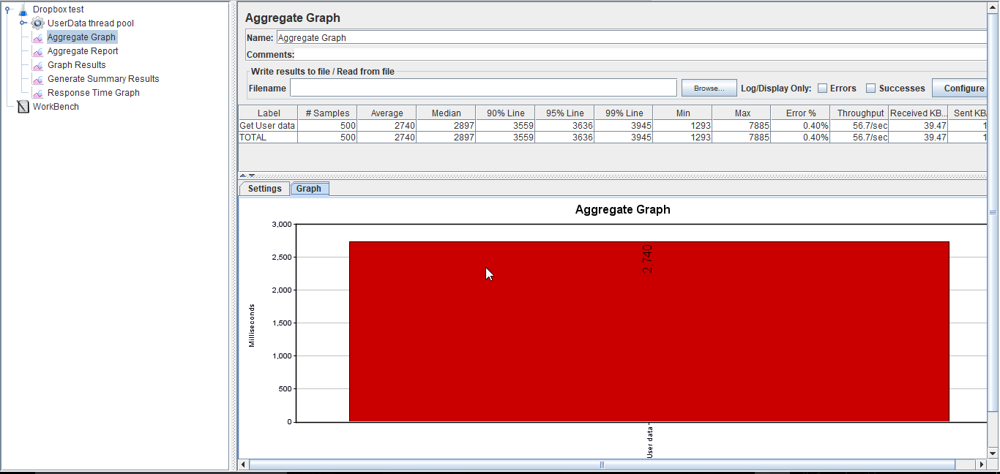 Dropbox test
UserData thread pool
Aggregate Graph
Aggregate Report
Graph Results
Generate Summary Results
Response Time Graph
WorkBench
Aggregate Graph
Name: Aggregate Graph
Comments:
Write results to file / Read from file
Filename Browse... Log/Display Only: Errors Successes Configure
Label # Samples Average Median 90% Line 95% Line 99% Line Min Max Error % Throughput Received KB... Sent KB
Get User data 500 2740 2897 3559 3636 3945 1293 7885 0.40% 56.7/sec 39.47 1
TOTAL 500 2740 2897 3559 3636 3945 1293 7885 0.40% 56.7/sec 39.47 1
Settings Graph
Aggregate Graph
3,000
2,500
2,000
1,500
1,000
500
0
Milliseconds
2,740
User data